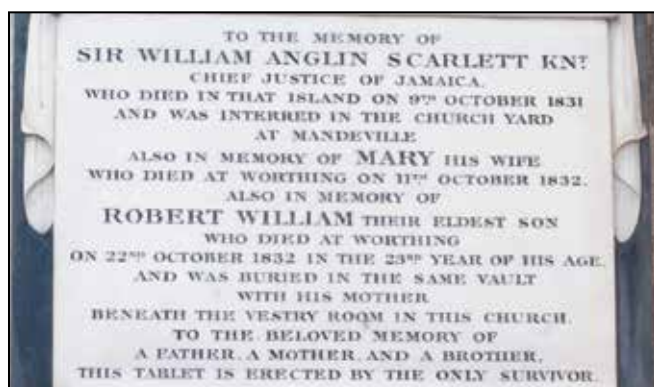 TO THE MEMORY OF
SIR WILLIAM ANGLIN SCARLETT KNT.
CHIEF JUSTICE OF JAMAICA.
WHO DIED IN THAT ISLAND ON 9TH OCTOBER 1831
AND WAS INTERRED IN THE CHURCH YARD
AT MANDEVILLE
ALSO IN MEMORY OF MARY HIS WIFE
WHO DIED AT WORTHING ON 11TH OCTOBER 1832.
ALSO IN MEMORY OF
ROBERT WILLIAM THEIR ELDEST SON
WHO DIED AT WORTHING
ON 22ND OCTOBER 1832 IN THE 23RD YEAR OF HIS AGE,
AND WAS BURIED IN THE SAME VAULT
WITH HIS MOTHER
BENEATH THE VESTRY ROOM IN THIS CHURCH.
TO THE BELOVED MEMORY OF
A FATHER, A MOTHER, AND A BROTHER,
THIS TABLET IS ERECTED BY THE ONLY SURVIVOR.